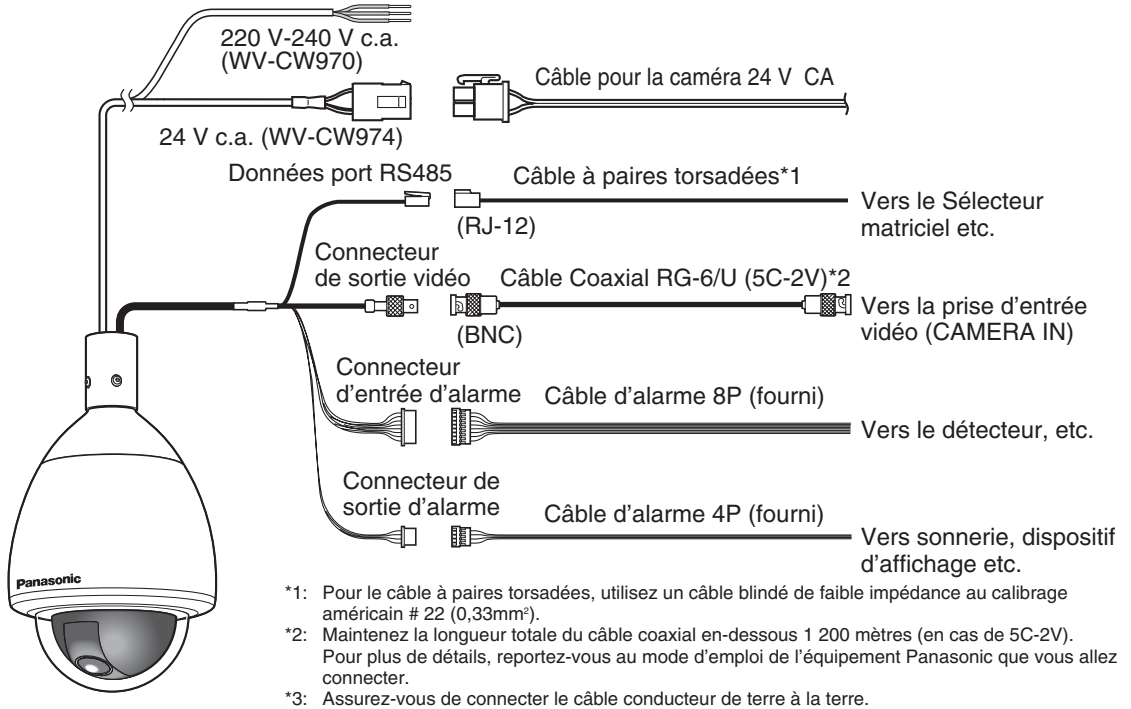 220 V-240 V c.a.
(WV-CW970)
Câble pour la caméra 24 V CA
24 V c.a. (WV-CW974)
Données port RS485
Câble à paires torsadées*1
(RJ-12)
Vers le Sélecteur
matriciel etc.
Connecteur
de sortie vidéo
Câble Coaxial RG-6/U (5C-2V)*2
(BNC)
Vers la prise d'entrée
vidéo (CAMERA IN)
Connecteur
d'entrée d'alarme
Câble d'alarme 8P (fourni)
Vers le détecteur, etc.
Connecteur de
sortie d'alarme
Câble d'alarme 4P (fourni)
Vers sonnerie, dispositif
d'affichage etc.
Panasonic
*1: Pour le câble à paires torsadées, utilisez un câble blindé de faible impédance au calibrage
américain # 22 (0,33mm²).
*2: Maintenez la longueur totale du câble coaxial en-dessous 1 200 mètres (en cas de 5C-2V).
Pour plus de détails, reportez-vous au mode d'emploi de l'équipement Panasonic que vous allez
connecter.
*3: Assurez-vous de connecter le câble conducteur de terre à la terre.